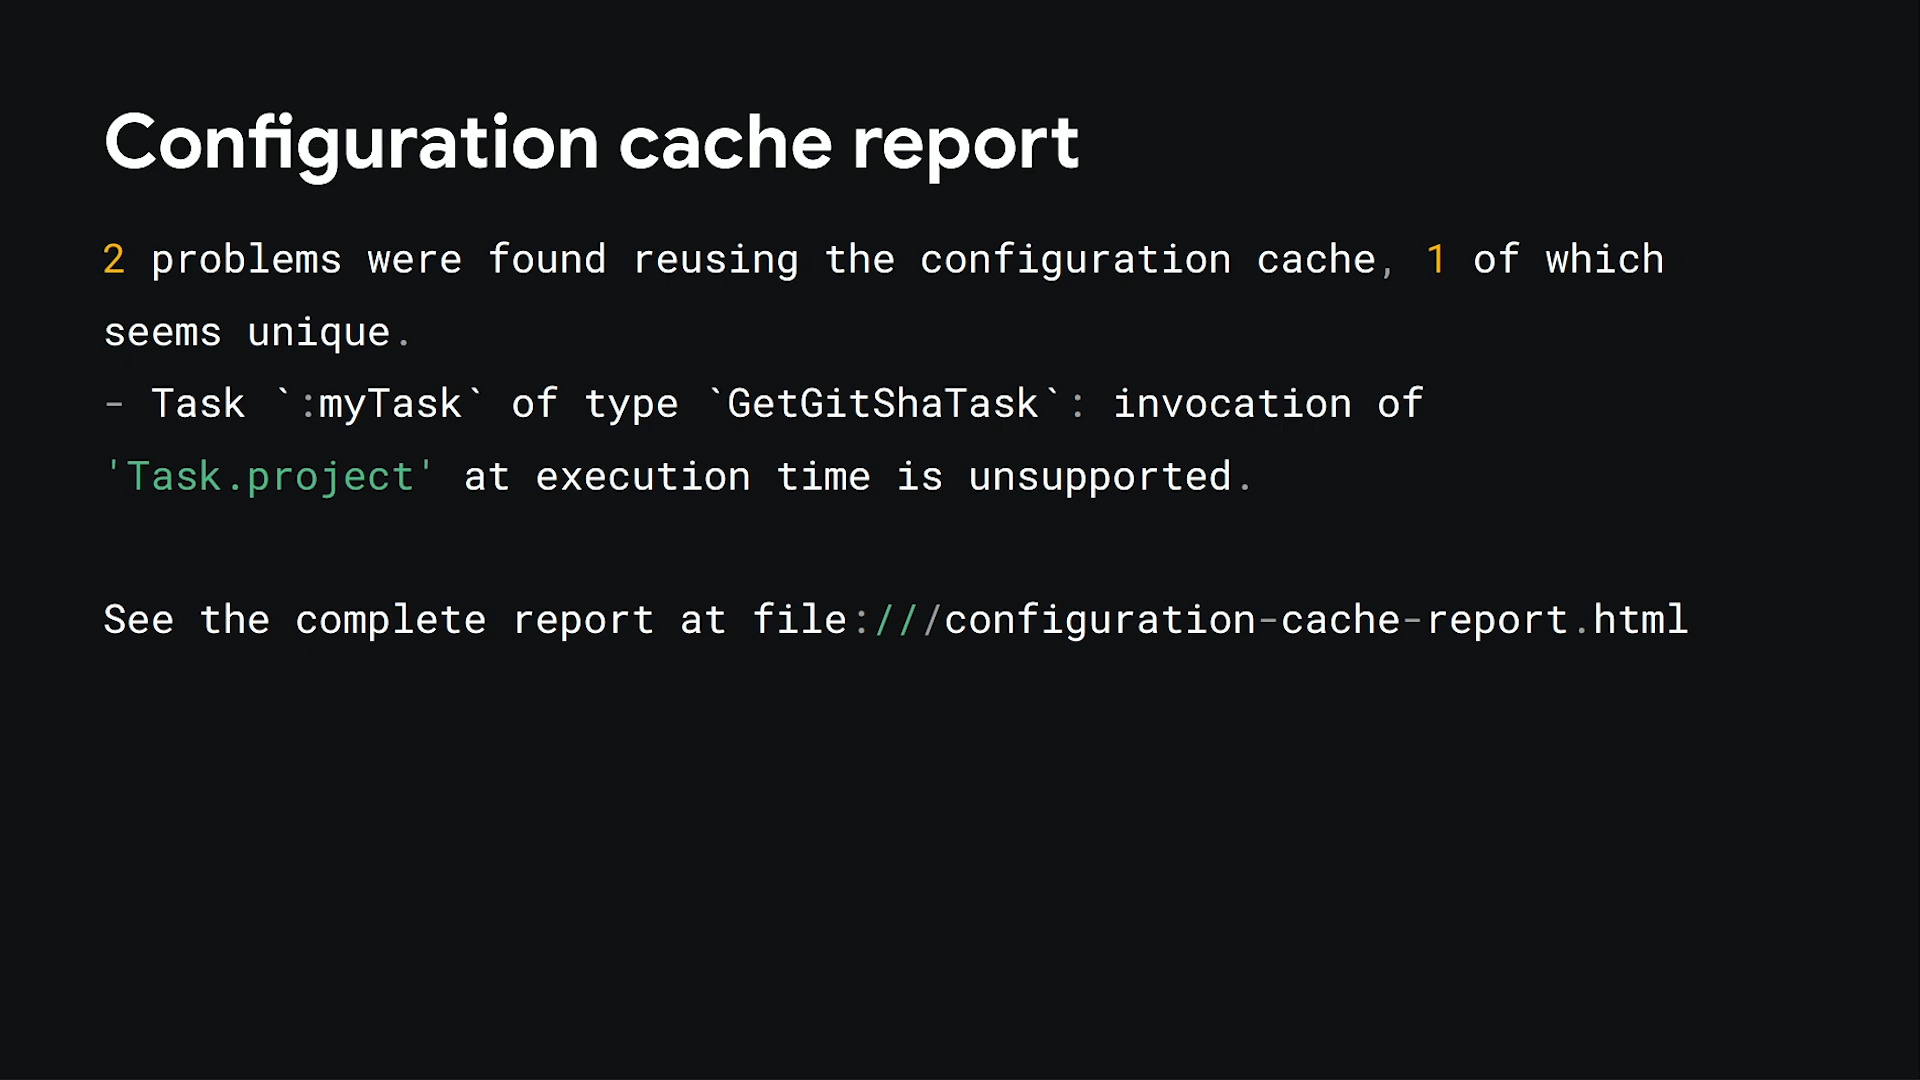 Configuration cache report
2 problems were found reusing the configuration cache, 1 of which
seems unique.
- Task `:myTask` of type `GetGitShaTask`: invocation of
'Task.project' at execution time is unsupported.
See the complete report at file:///configuration-cache-report.html